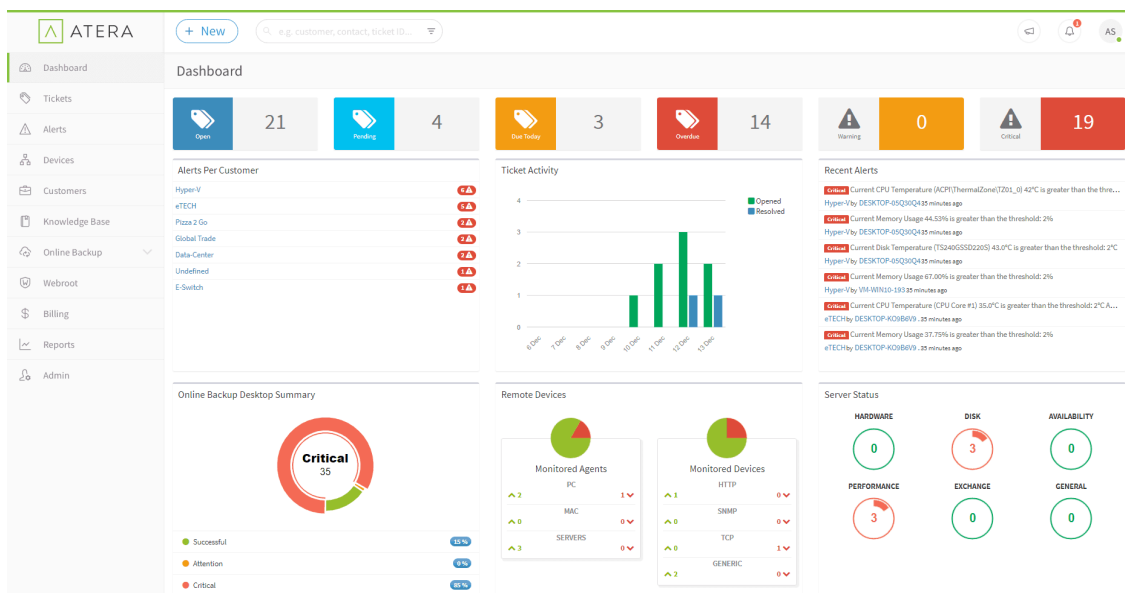 ATERA
+ New
e.g. customer, contact, ticket ID...
1
AS
Dashboard
Tickets
Alerts
Devices
Customers
Knowledge Base
Online Backup
Webroot
Billing
Reports
Admin
Dashboard
Open
21
Pending
4
Due Today
3
Overdue
14
Warning
0
Critical
19
Alerts Per Customer
Hyper-V
6
eTECH
5
Pizza 2 Go
Global Trade
Data-Center
Undefined
1
E-Switch
1
Ticket Activity
4
3
2
1
0
6 Dec
7 Dec
8 Dec
9 Dec
10 Dec
11 Dec
12 Dec
13 Dec
Opened
Resolved
Recent Alerts
Critical Current CPU Temperature (ACPI\ThermalZone\TZ01_0) 42°C is greater than the thre...
Hyper-V by DESKTOP-05Q30Q4 35 minutes ago
Critical Current Memory Usage 44.53% is greater than the threshold: 2%
Hyper-V by DESKTOP-05Q30Q4 35 minutes ago
Critical Current Disk Temperature (TS240GSSD220S) 43.0°C is greater than the threshold: 2°C
Hyper-V by DESKTOP-05Q30Q4 35 minutes ago
Critical Current Memory Usage 67.00% is greater than the threshold: 2%
Hyper-V by VM-WIN10-193 35 minutes ago
Critical Current CPU Temperature (CPU Core #1) 35.0°C is greater than the threshold: 2°C A...
eTECH by DESKTOP-KO9B6V9 . 35 minutes ago
Critical Current Memory Usage 37.75% is greater than the threshold: 2%
eTECH by DESKTOP-KO9B6V9 . 35 minutes ago
Online Backup Desktop Summary
Critical
35
Successful
15 %
Attention
0 %
Critical
85 %
Remote Devices
Monitored Agents
PC
2
1
MAC
0
0
SERVERS
3
0
Monitored Devices
HTTP
1
0
SNMP
0
0
TCP
0
1
GENERIC
2
0
Server Status
HARDWARE
0
DISK
3
AVAILABILITY
0
PERFORMANCE
3
EXCHANGE
0
GENERAL
0